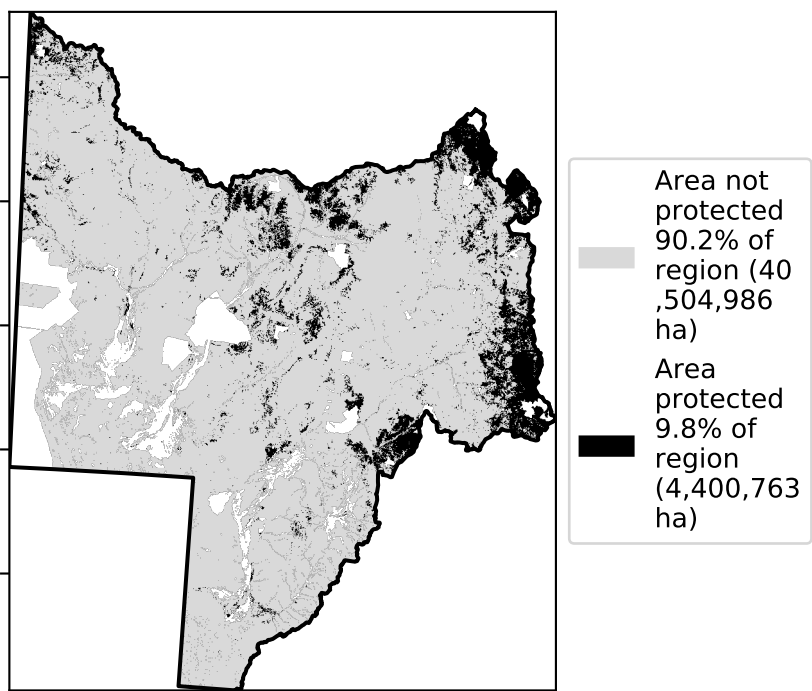 Area not
protected
90.2% of
region (40
,504,986
ha)
Area
protected
9.8% of
region
(4,400,763
ha)